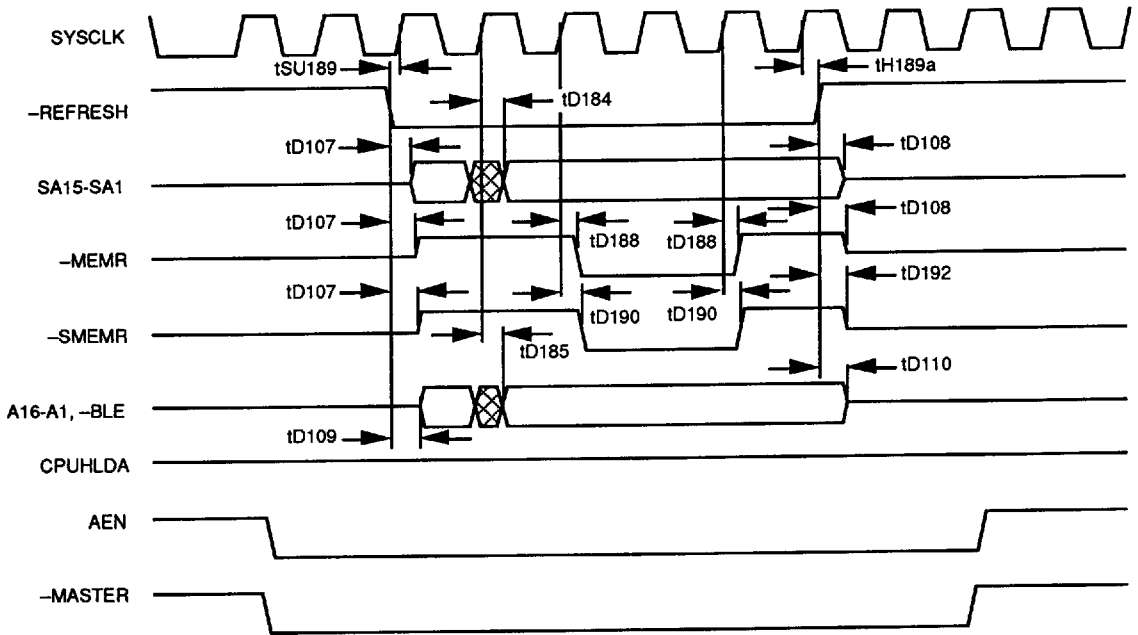 SYSCLK
tSU189
tH189a
–REFRESH
tD184
tD107
tD108
SA15-SA1
tD107
tD188
tD188
tD108
–MEMR
tD107
tD192
tD190
tD190
–SMEMR
tD185
tD110
A16-A1, –BLE
tD109
CPUHLDA
AEN
–MASTER